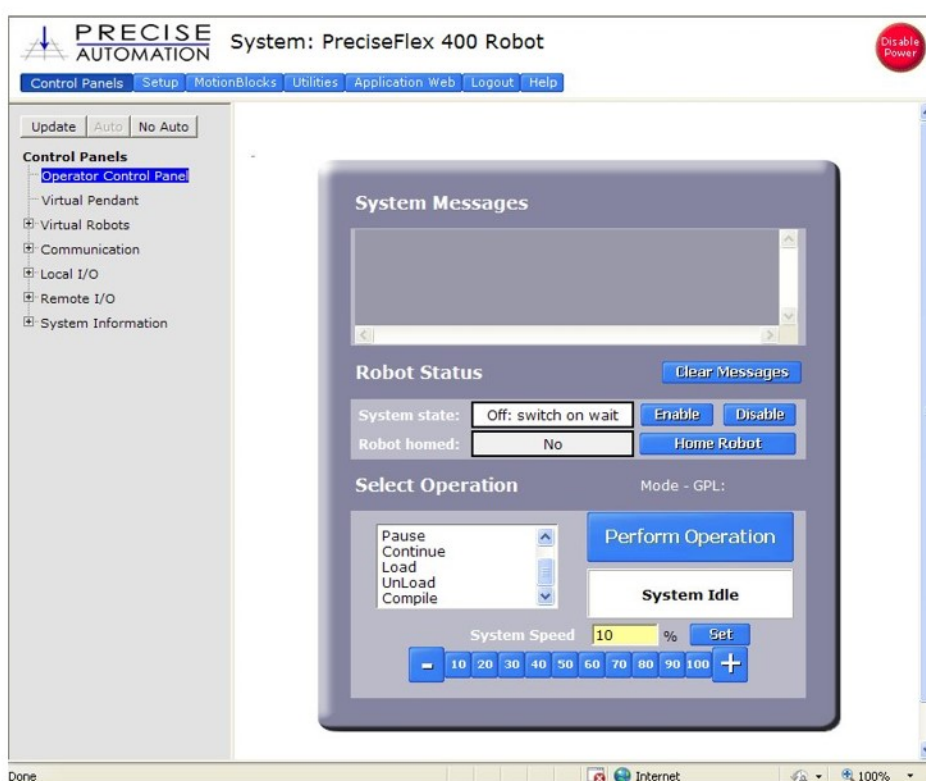 PRECISE
AUTOMATION
System: PreciseFlex 400 Robot
Disable
Power
Control Panels Setup MotionBlocks Utilities Application Web Logout Help
Update Auto No Auto
Control Panels
Operator Control Panel
Virtual Pendant
Virtual Robots
Communication
Local I/O
Remote I/O
System Information
System Messages
Robot Status
Clear Messages
System state: Off: switch on wait Enable Disable
Robot homed: No Home Robot
Select Operation
Mode - GPL:
Pause
Continue
Load
UnLoad
Compile
Perform Operation
System Idle
System Speed 10 % Set
- 10 20 30 40 50 60 70 80 90 100 +
Done Internet 100%